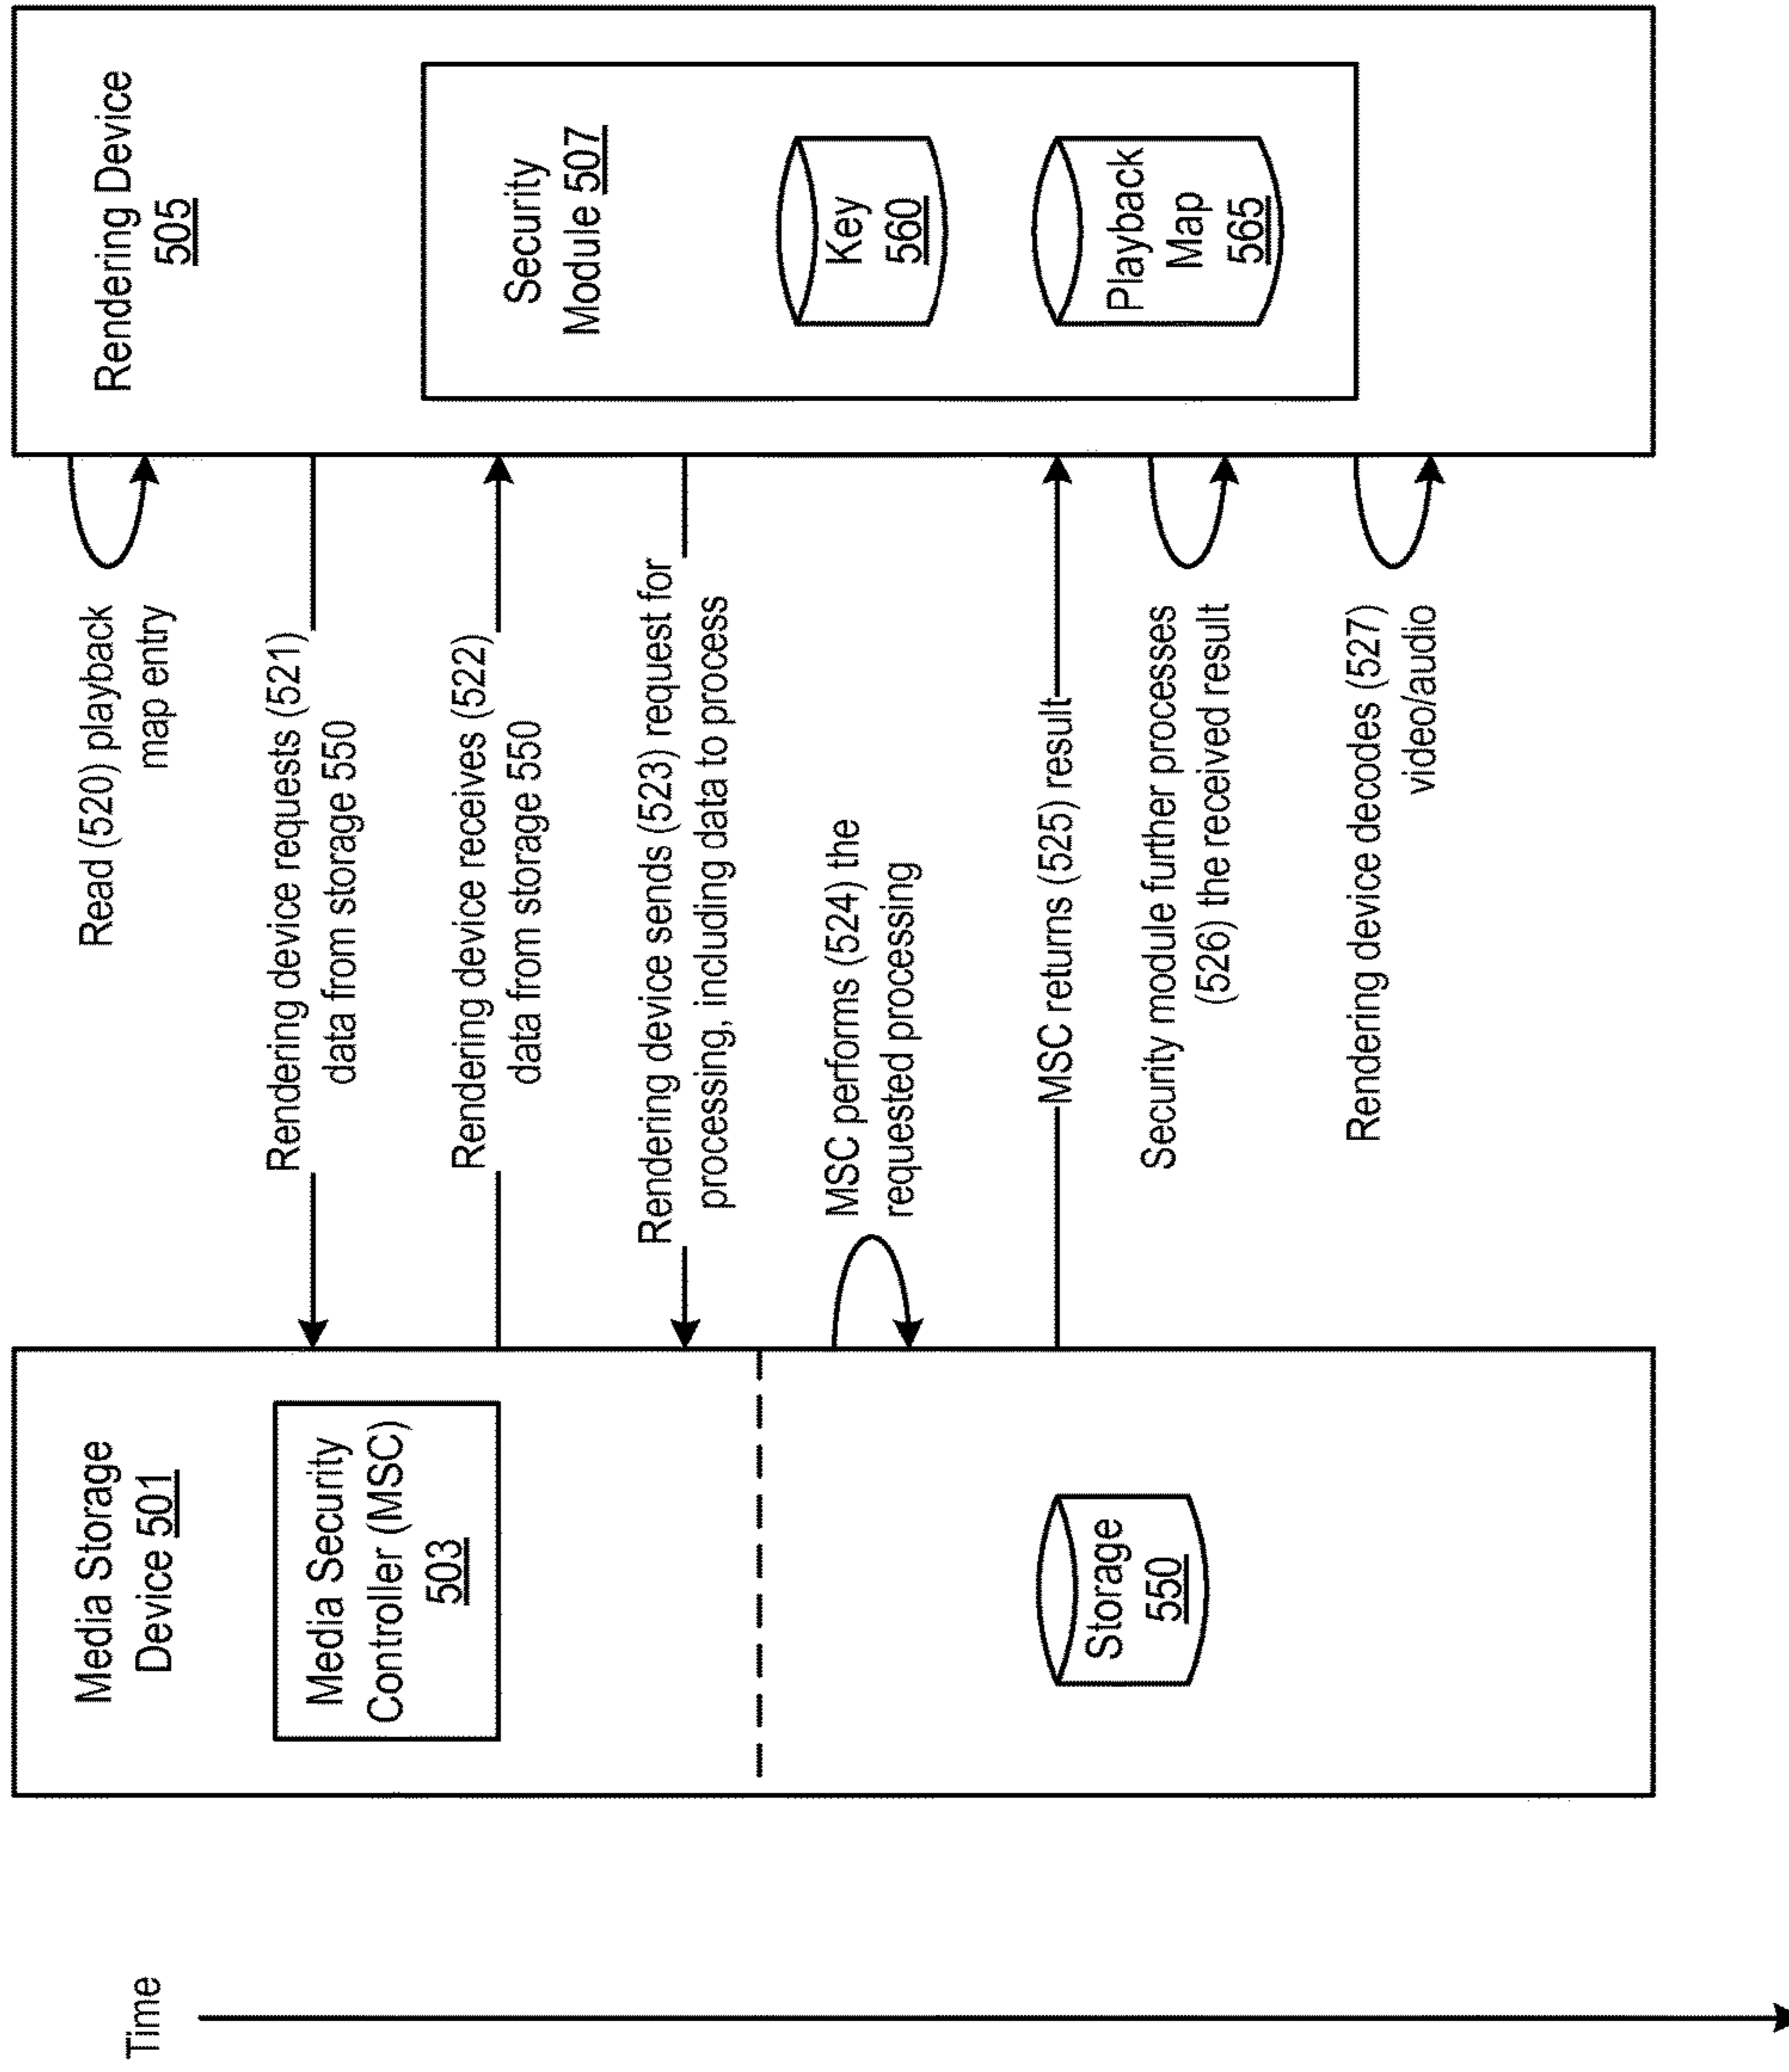 Time
Media Storage
Device 501
Media Security
Controller (MSC)
503
Storage
550
Read (520) playback
map entry
Rendering device requests (521)
data from storage 550
Rendering device receives (522)
data from storage 550
Rendering device sends (523) request for
processing, including data to process
MSC performs (524) the
requested processing
MSC returns (525) result
Security module further processes
(526) the received result
Rendering device decodes (527)
video/audio
Rendering Device
505
Security
Module 507
Key
560
Playback
Map
565